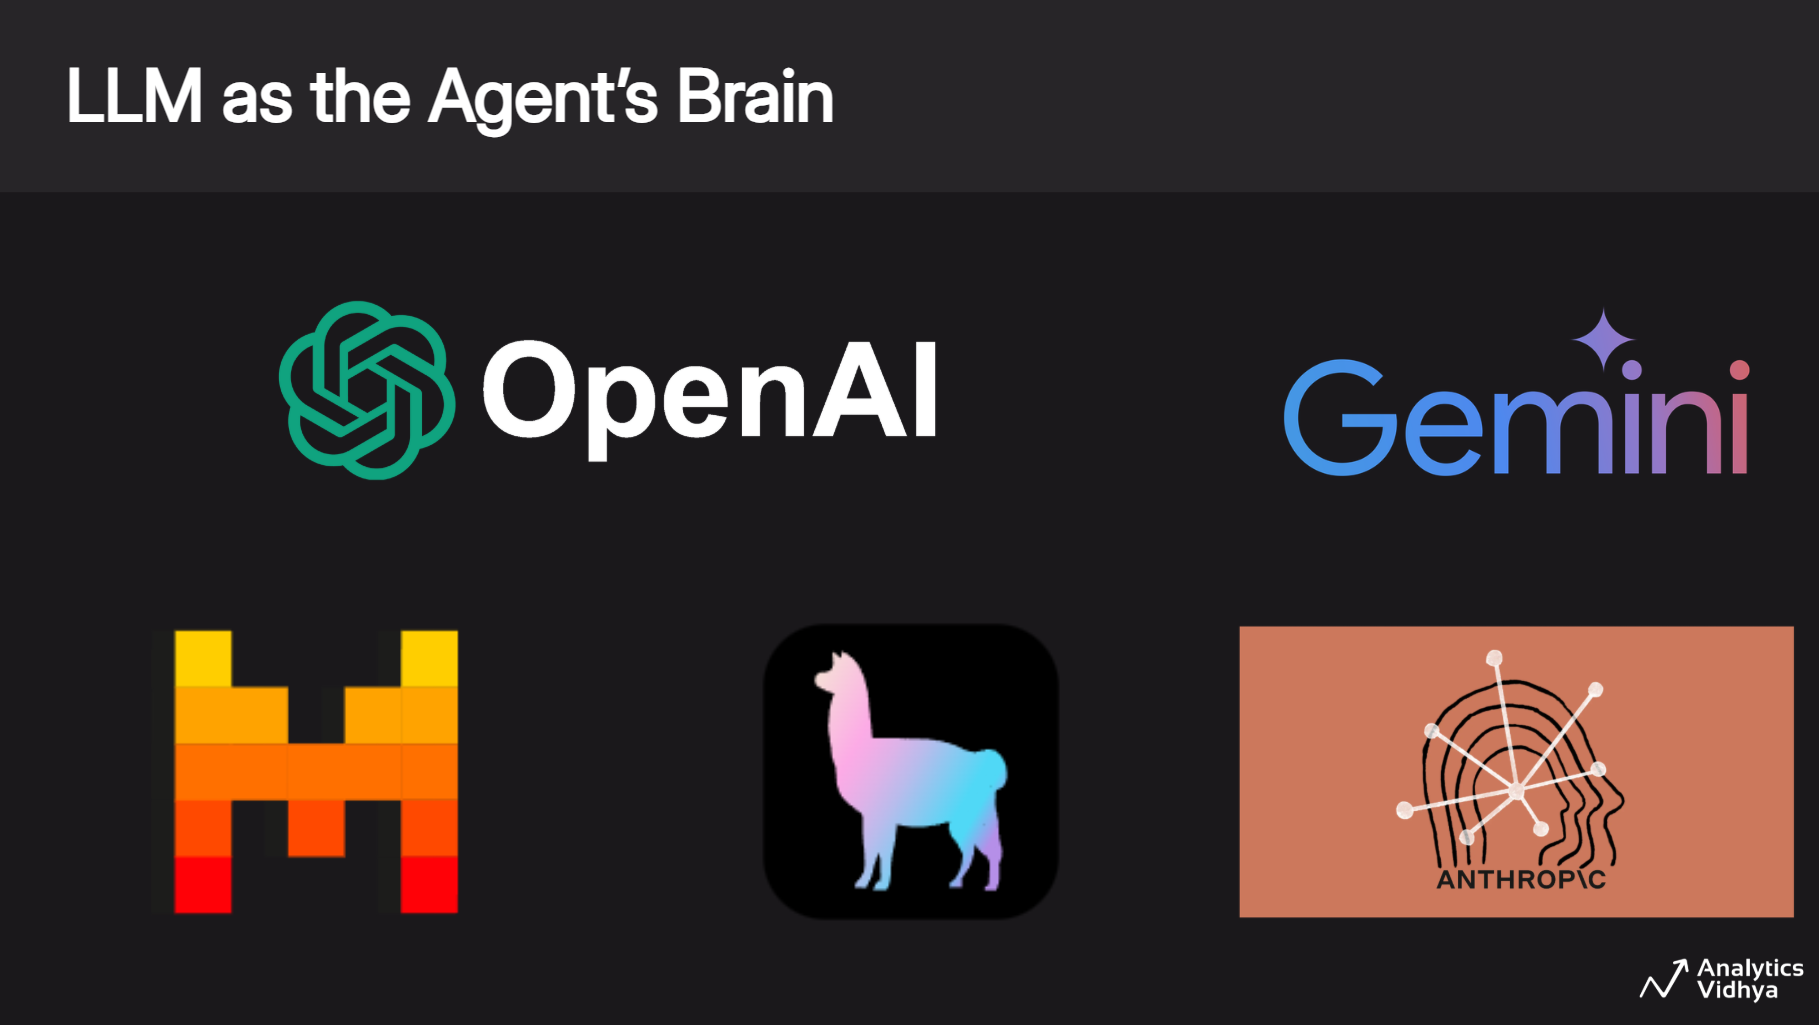 LLM as the Agent’s Brain
OpenAI
Gemini
ANTHROP\C
Analytics
Vidhya